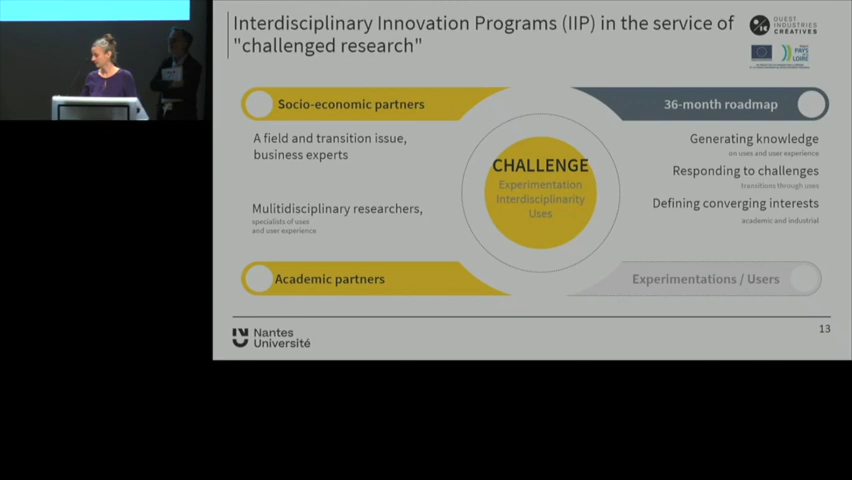 Interdisciplinary Innovation Programs (IIP) in the service of
"challenged research"
OUEST
INDUSTRIES
CRÉATIVES
PAYS
DE LA
LOIRE
Socio-economic partners
36-month roadmap
A field and transition issue,
business experts
Generating knowledge
on uses and user experience
Responding to challenges
transitions through uses
Defining converging interests
academic and industrial
CHALLENGE
Experimentation
Interdisciplinarity
Uses
Mulitidisciplinary researchers,
specialists of uses
and user experience
Academic partners
Experimentations / Users
13
Nantes
Université